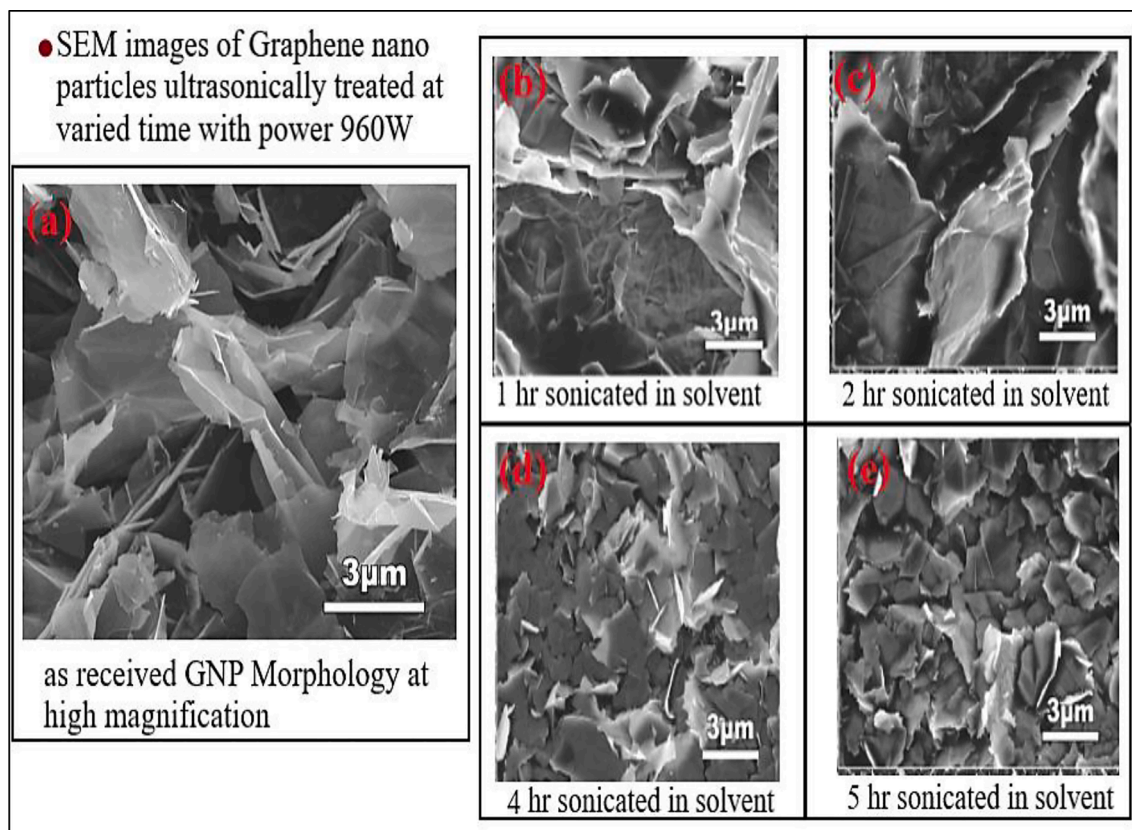 SEM images of Graphene nano
particles ultrasonically treated at
varied time with power 960W
(a)
3µm
as received GNP Morphology at
high magnification
(b)
3µm
1 hr sonicated in solvent
(c)
3µm
2 hr sonicated in solvent
(d)
3µm
4 hr sonicated in solvent
(e)
3µm
5 hr sonicated in solvent